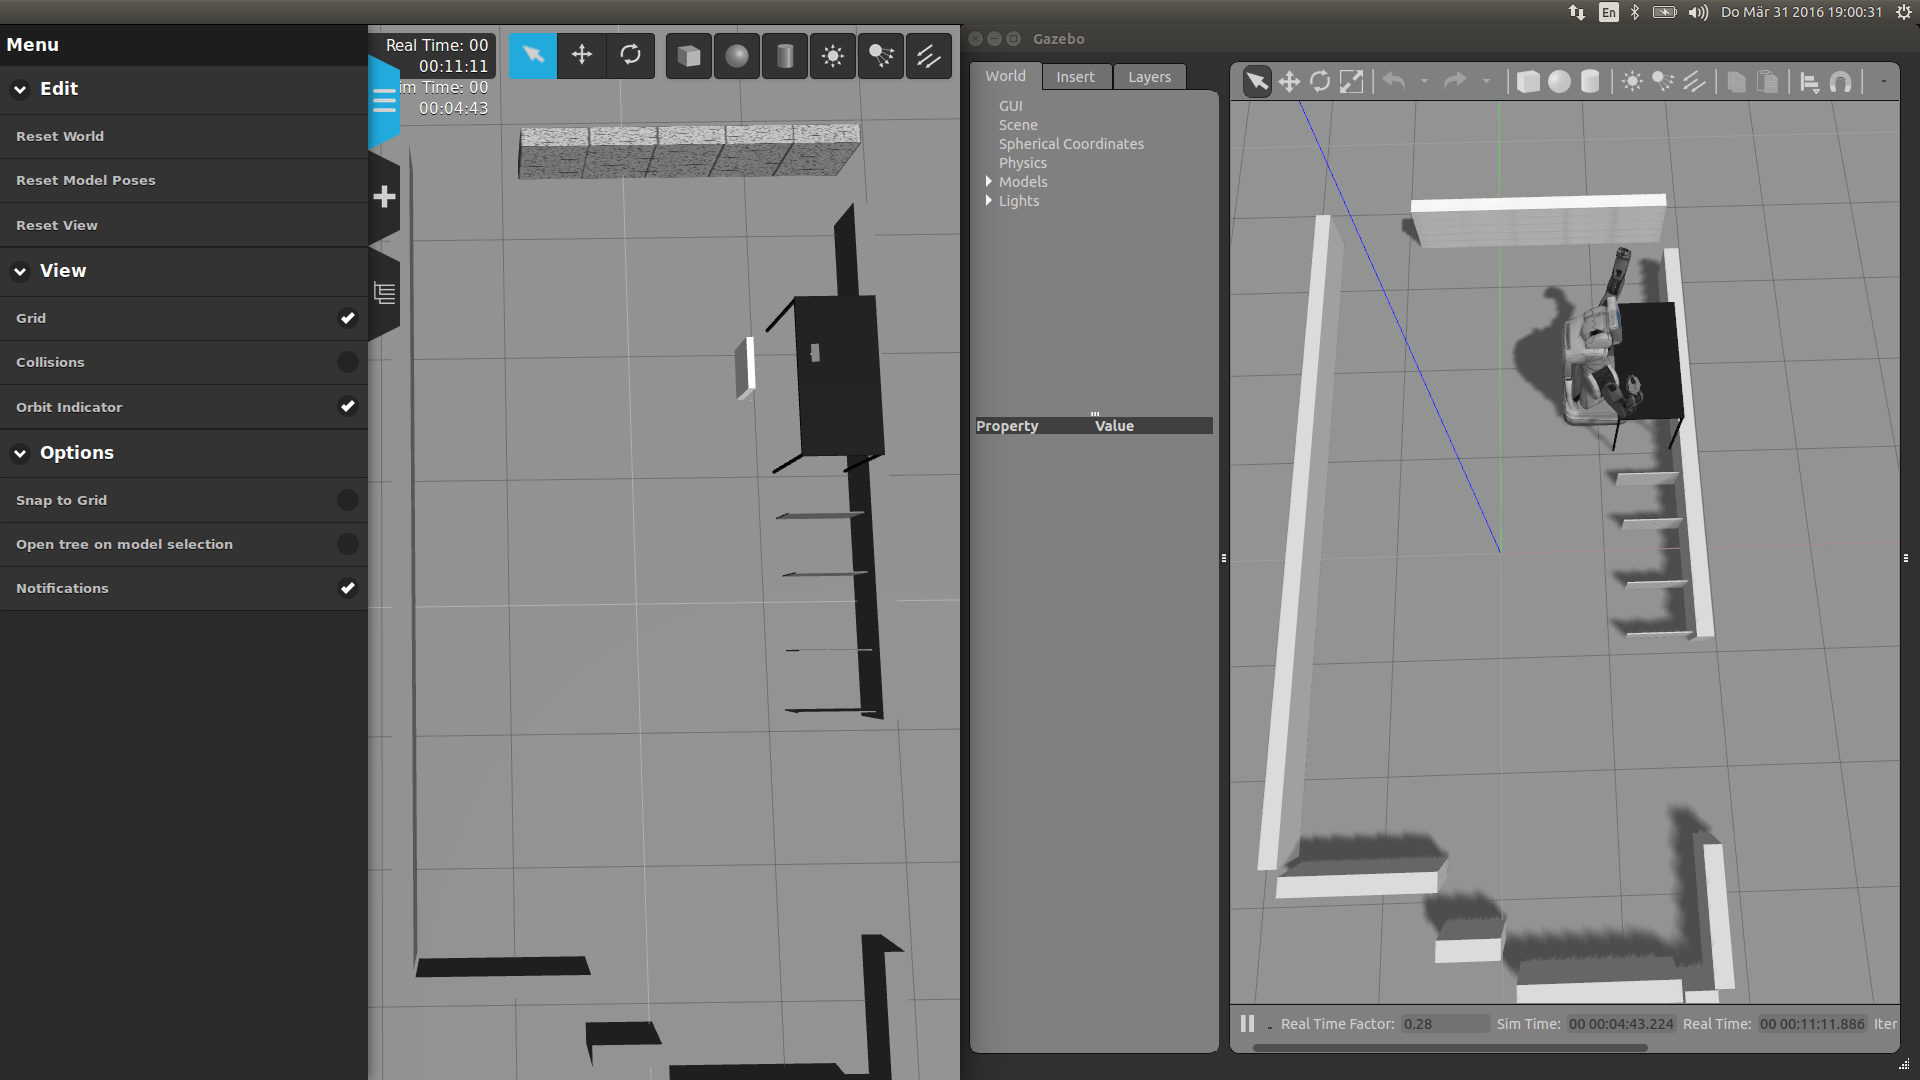 En
Do Mär 31 2016 19:00:31
Menu
Edit
Reset World
Reset Model Poses
Reset View
View
Grid
Collisions
Orbit Indicator
Options
Snap to Grid
Open tree on model selection
Notifications
Real Time: 00
00:11:11
im Time: 00
00:04:43
Gazebo
World
Insert
Layers
GUI
Scene
Spherical Coordinates
Physics
Models
Lights
Property Value
Real Time Factor: 0.28 Sim Time: 00 00:04:43.224 Real Time: 00 00:11:11.886 Iter